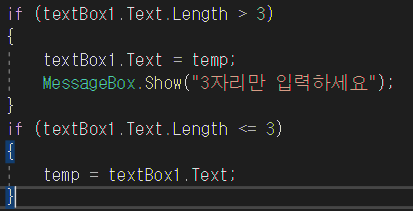 if (textBox1.Text.Length > 3)
{
textBox1.Text = temp;
MessageBox.Show("3자리만 입력하세요");
}
if (textBox1.Text.Length <= 3)
{
temp = textBox1.Text;
}